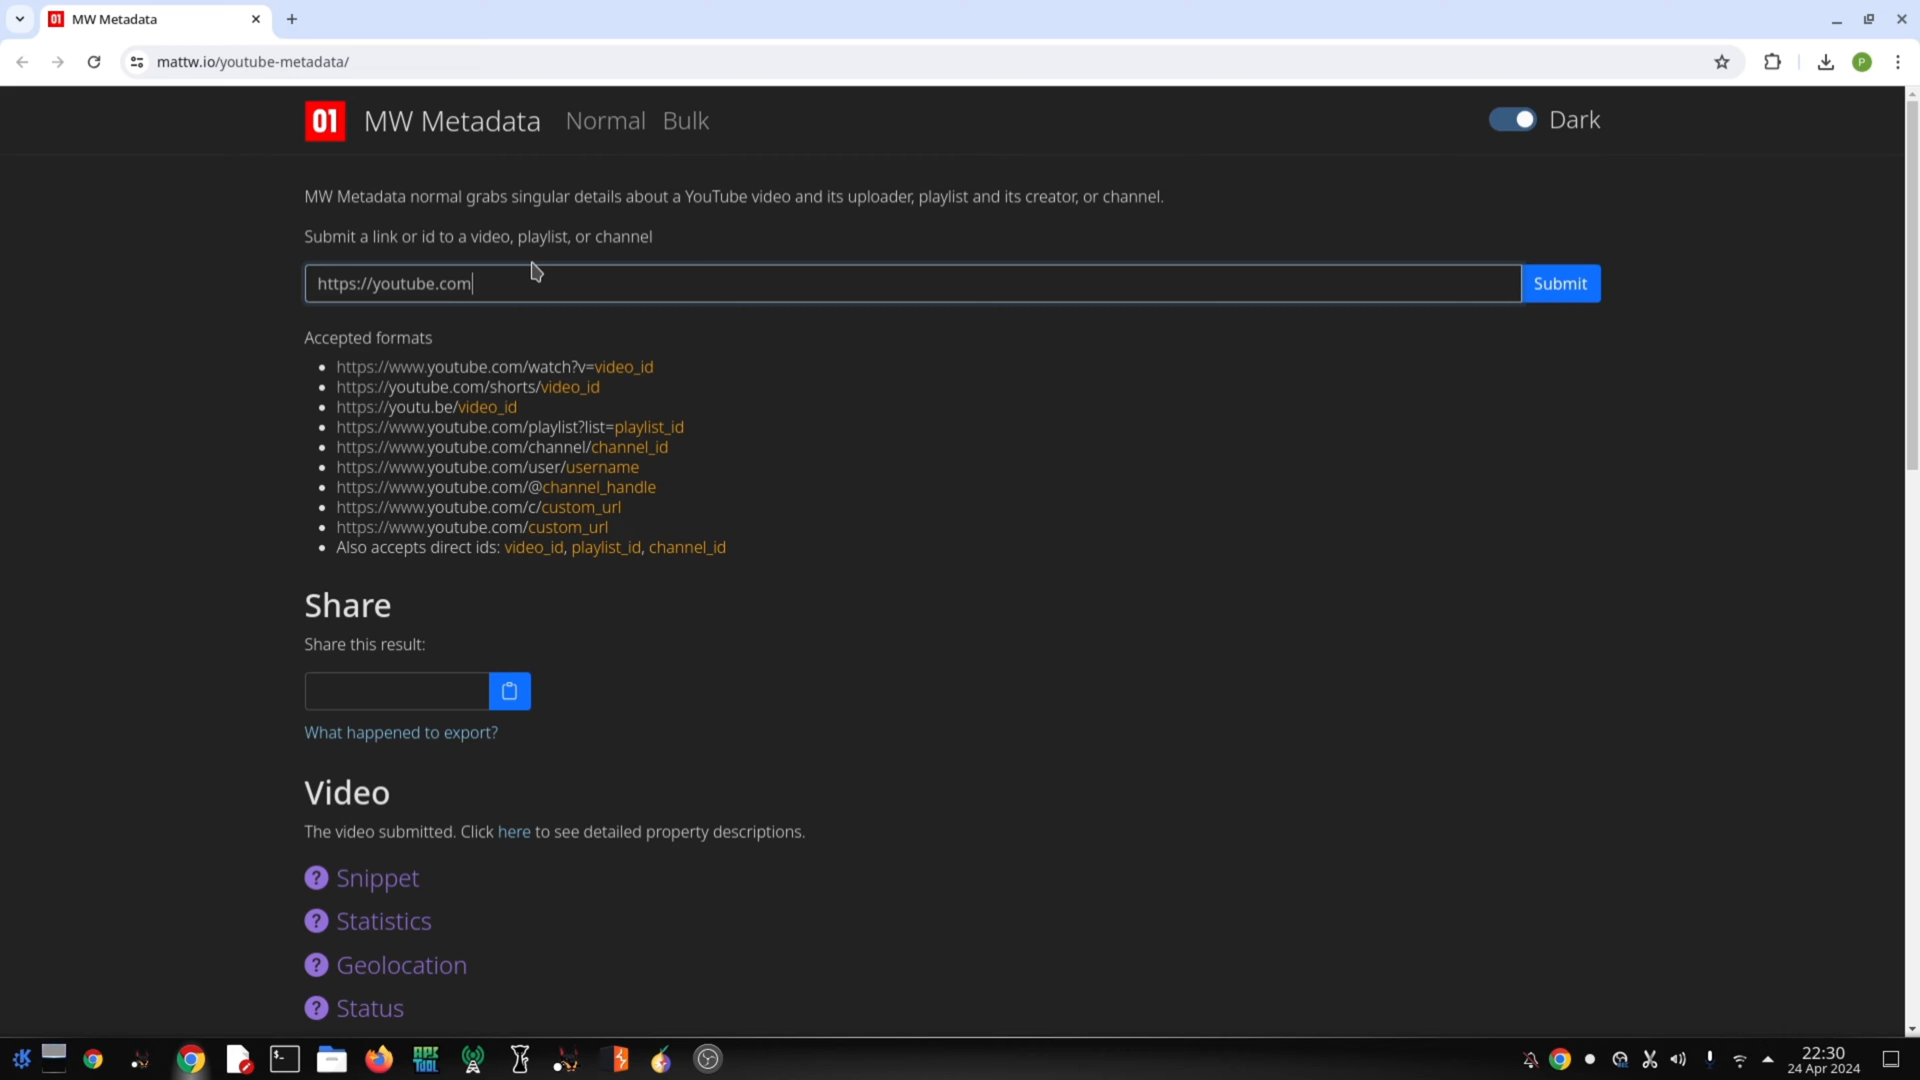 01 MW Metadata
mattw.io/youtube-metadata/
P
01 MW Metadata Normal Bulk
Dark
MW Metadata normal grabs singular details about a YouTube video and its uploader, playlist and its creator, or channel.
Submit a link or id to a video, playlist, or channel
https://youtube.com
Submit
Accepted formats
https://www.youtube.com/watch?v=video_id
https://youtube.com/shorts/video_id
https://youtu.be/video_id
https://www.youtube.com/playlist?list=playlist_id
https://www.youtube.com/channel/channel_id
https://www.youtube.com/user/username
https://www.youtube.com/@channel_handle
https://www.youtube.com/c/custom_url
https://www.youtube.com/custom_url
Also accepts direct ids: video_id, playlist_id, channel_id
Share
Share this result:
What happened to export?
Video
The video submitted. Click here to see detailed property descriptions.
? Snippet
? Statistics
? Geolocation
? Status
APK TOOL
22:30
24 Apr 2024